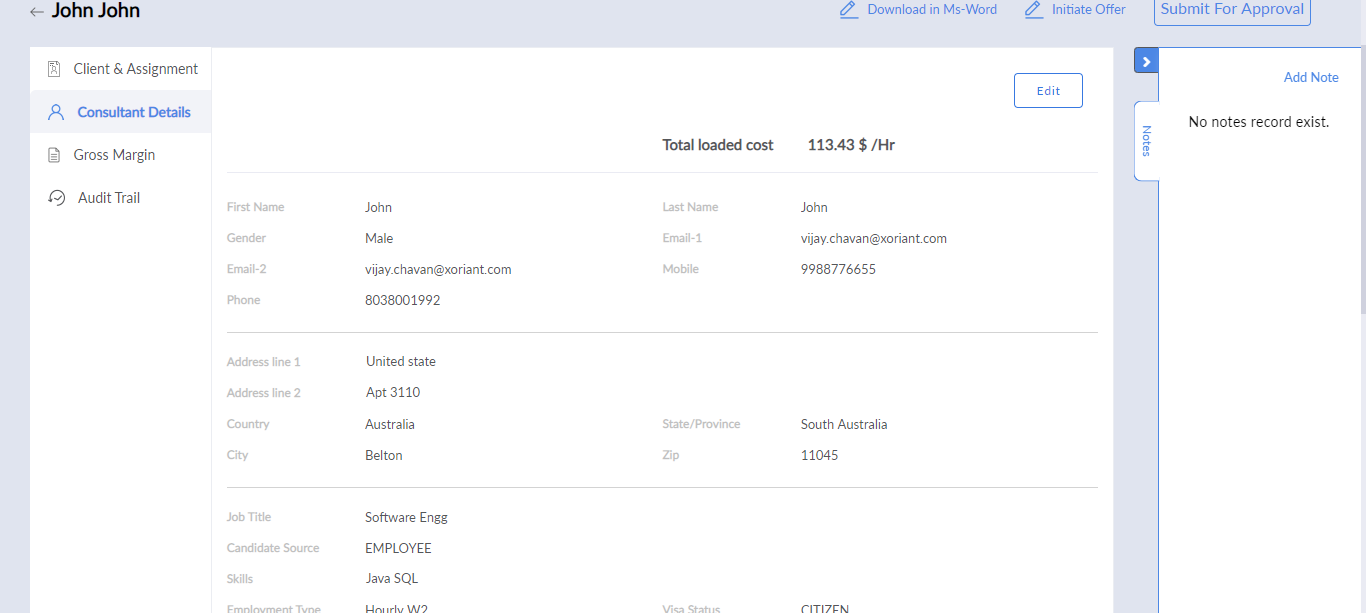 ← John John
Download in Ms-Word
Initiate Offer
Submit For Approval
Client & Assignment
Consultant Details
Gross Margin
Audit Trail
Edit
Total loaded cost 113.43 $ /Hr
First Name John Last Name John
Gender Male Email-1 vijay.chavan@xoriant.com
Email-2 vijay.chavan@xoriant.com Mobile 9988776655
Phone 8038001992
Address line 1 United state
Address line 2 Apt 3110
Country Australia State/Province South Australia
City Belton Zip 11045
Job Title Software Engg
Candidate Source EMPLOYEE
Skills Java SQL
Employment Type Hourly W2 Visa Status CITIZEN
Add Note
Notes
No notes record exist.